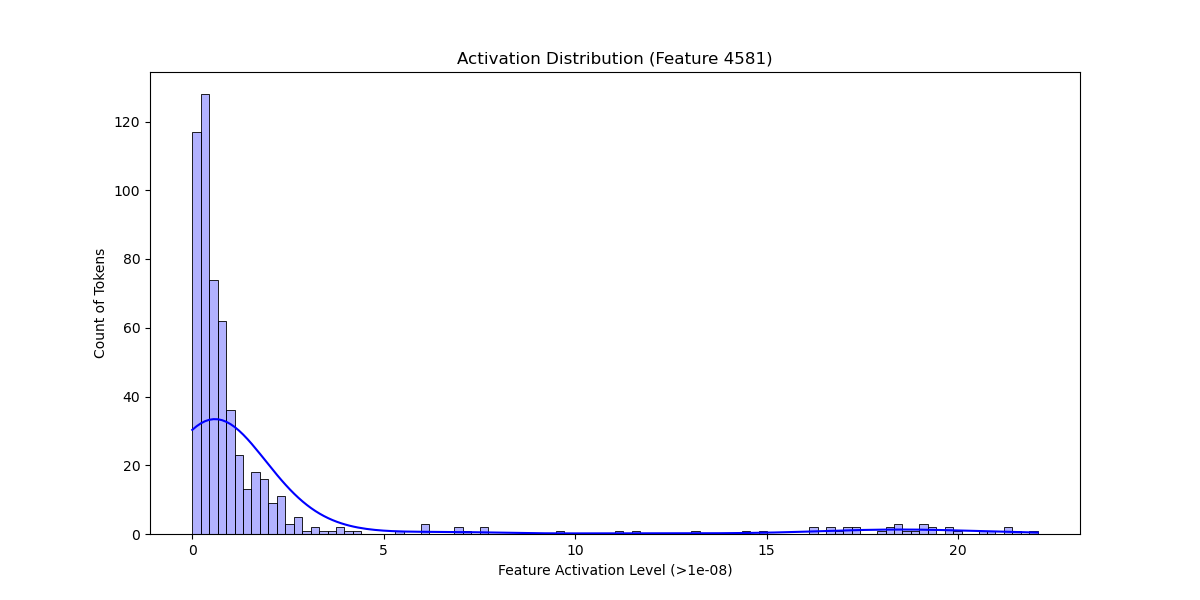 Activation Distribution (Feature 4581)
Count of Tokens
120
100
80
60
40
20
0
0 5 10 15 20
Feature Activation Level (>1e-08)